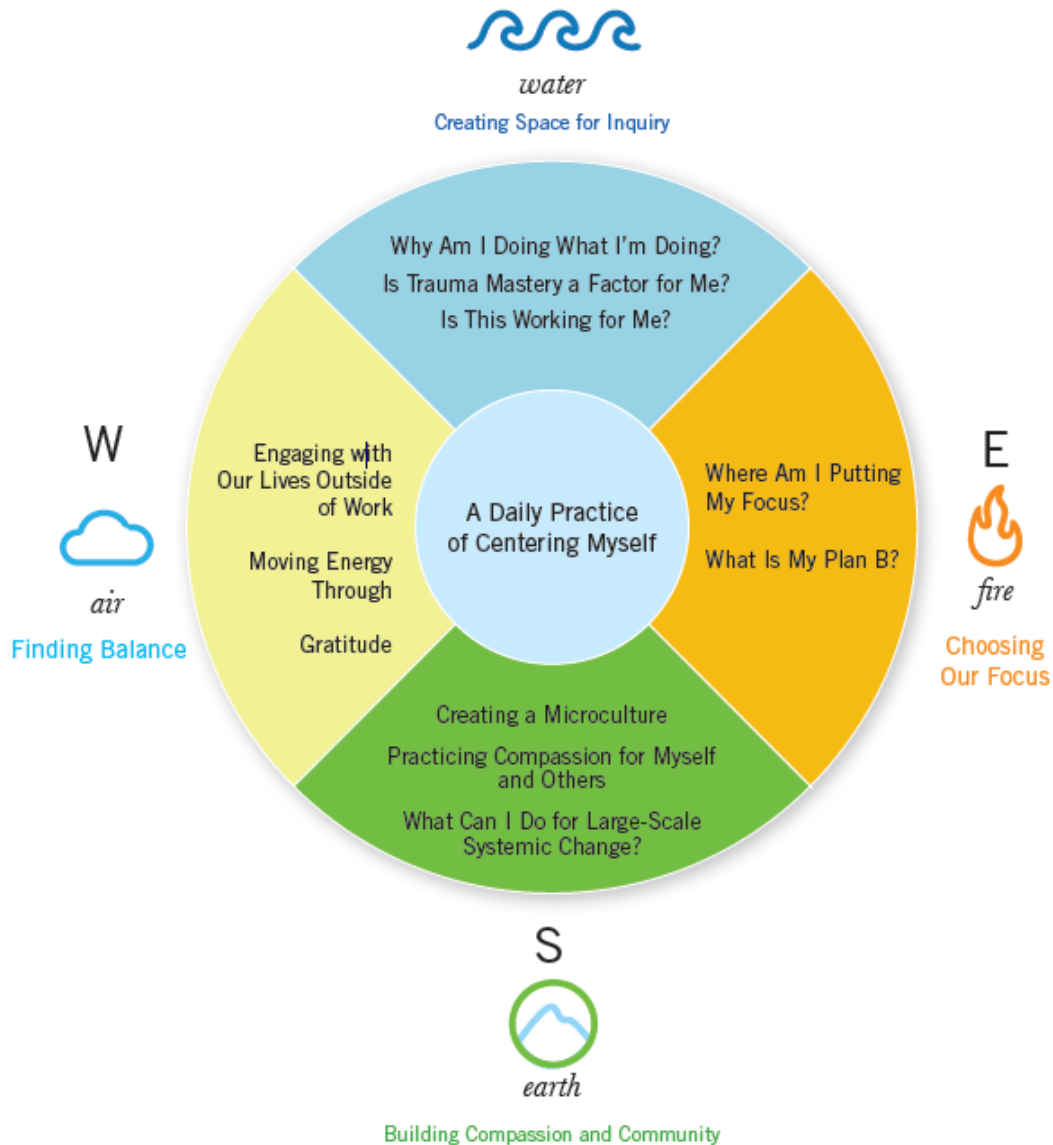 water
Creating Space for Inquiry
Why Am I Doing What I'm Doing?
Is Trauma Mastery a Factor for Me?
Is This Working for Me?
W
air
Finding Balance
Engaging with
Our Lives Outside
of Work
Moving Energy
Through
Gratitude
A Daily Practice
of Centering Myself
Where Am I Putting
My Focus?
What Is My Plan B?
E
fire
Choosing
Our Focus
Creating a Microculture
Practicing Compassion for Myself
and Others
What Can I Do for Large-Scale
Systemic Change?
S
earth
Building Compassion and Community